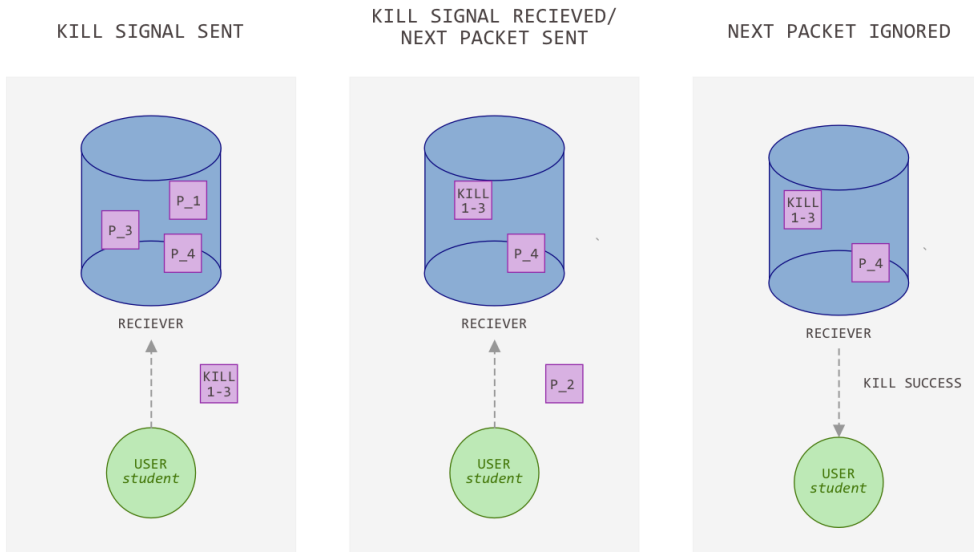 KILL SIGNAL SENT
P_1
P_3
P_4
RECIEVER
KILL
1-3
USER
student
KILL SIGNAL RECIEVED/
NEXT PACKET SENT
KILL
1-3
P_4
RECIEVER
P_2
USER
student
NEXT PACKET IGNORED
KILL
1-3
P_4
RECIEVER
KILL SUCCESS
USER
student